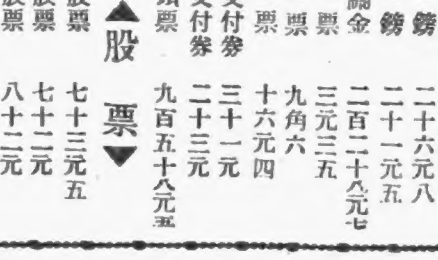 鎊 二十六元八
鎊 二十一元五
金 二百二十八元七
票 三元三五
票 九角六
票 十六元四
付券 三十一元
交付券 二十三元
票 九百五十八元五
▲股票▼
股票 七十三元五
股票 七十二元
股票 八十二元